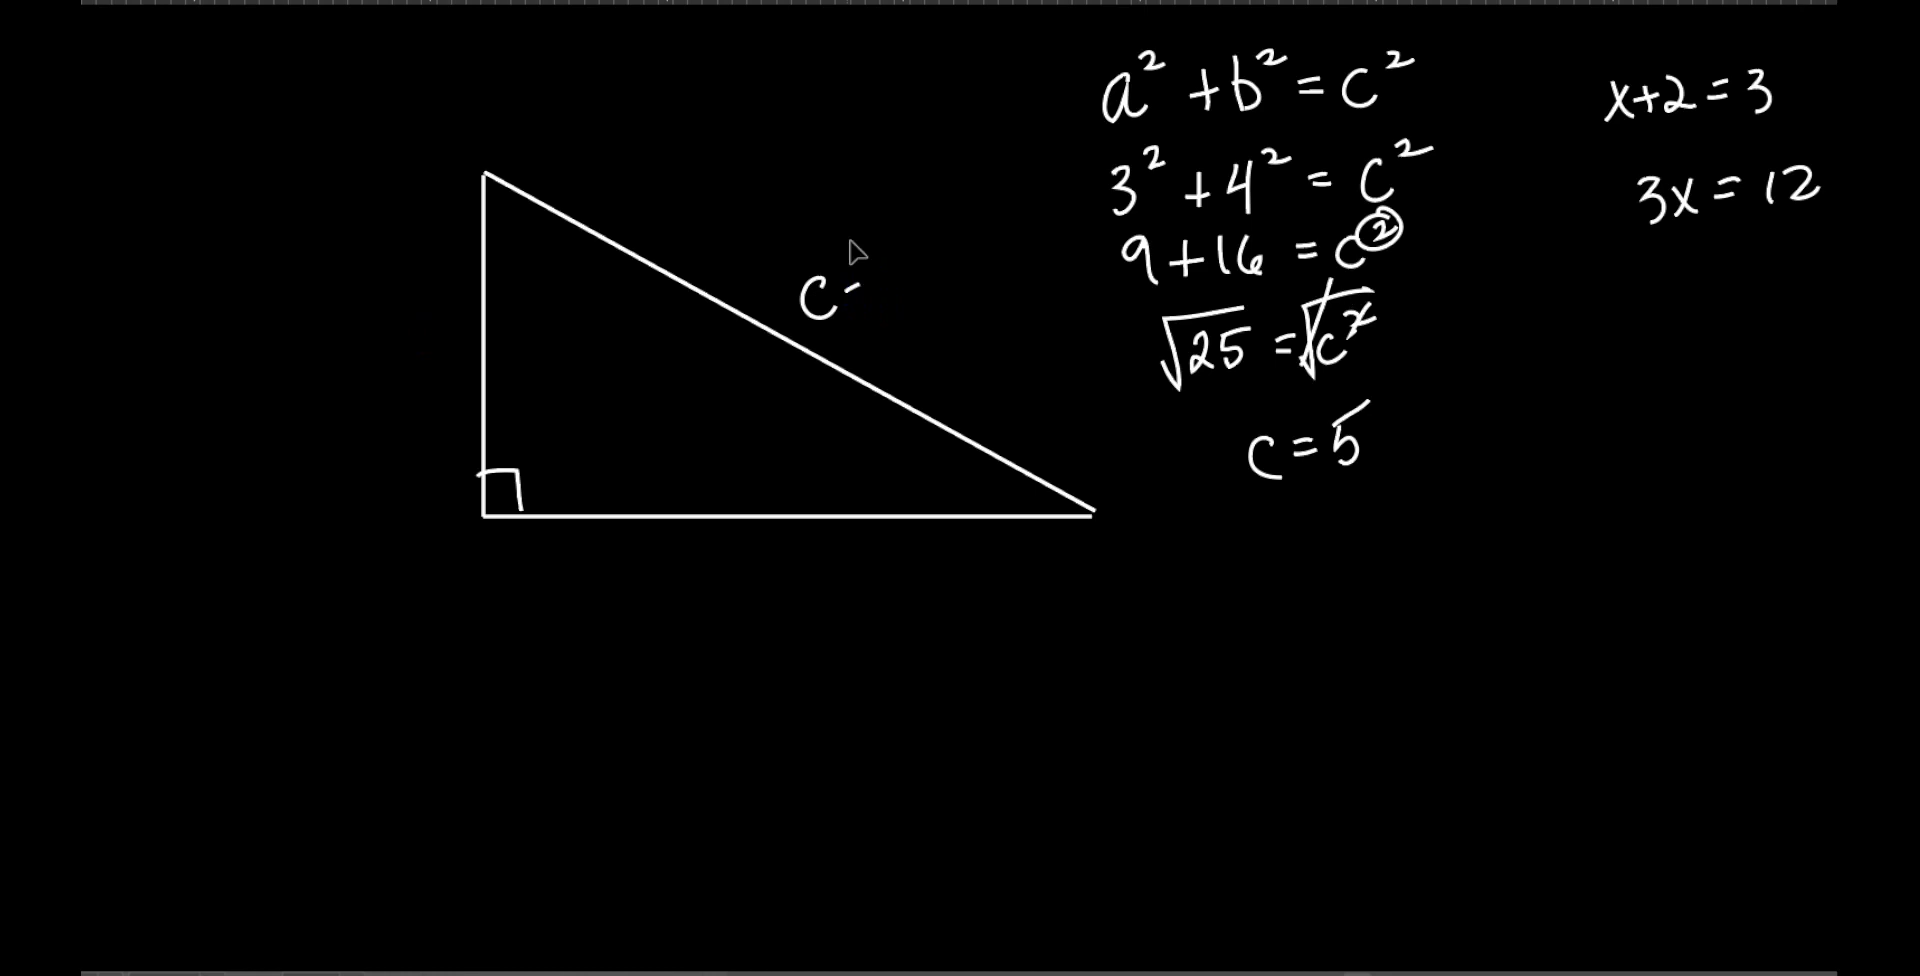 a² + b² = c²
3² + 4² = c²
9 + 16 = c²
√25 = √c²
c = 5
x + 2 = 3
3x = 12
c -